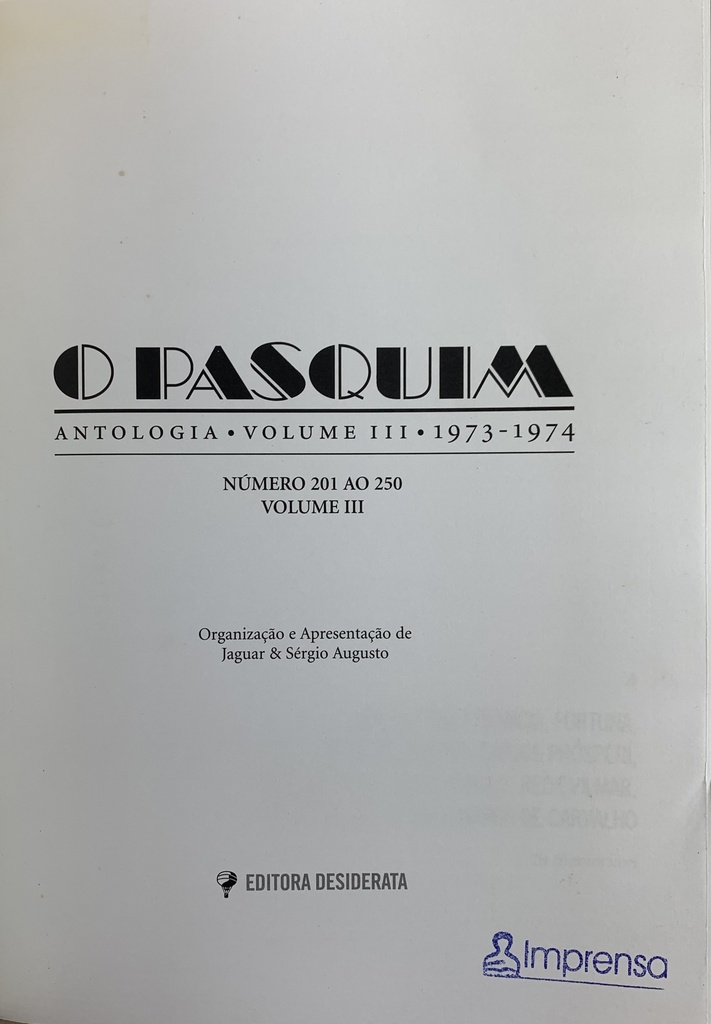 O PASQUIM
ANTOLOGIA • VOLUME III • 1973-1974
NÚMERO 201 AO 250
VOLUME III
Organização e Apresentação de
Jaguar & Sérgio Augusto
EDITORA DESIDERATA
Imprensa